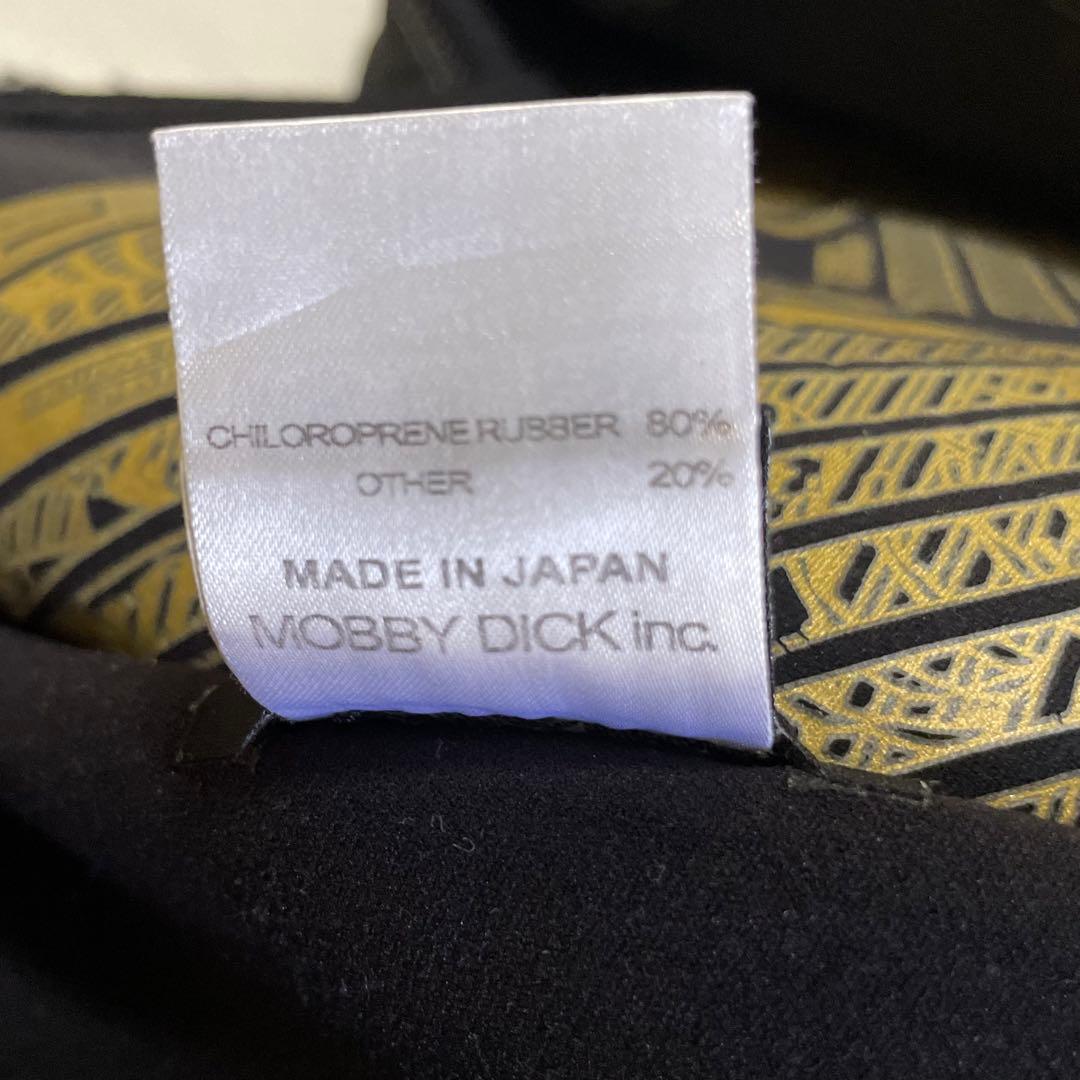 CHILOROPRENE RUBBER 80%
OTHER 20%
MADE IN JAPAN
MOBBY DICK inc.